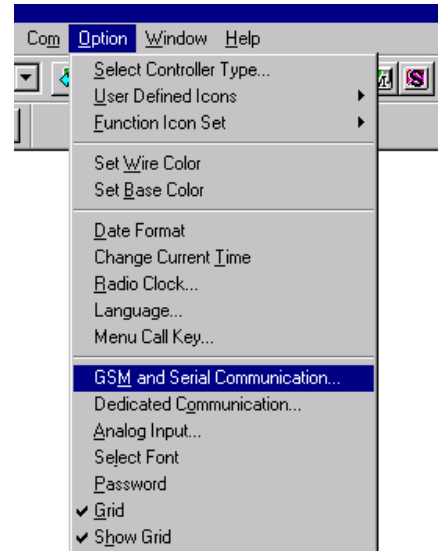 Com Option Window Help
Select Controller Type...
User Defined Icons
Function Icon Set
Set Wire Color
Set Base Color
Date Format
Change Current Time
Radio Clock...
Language...
Menu Call Key...
GSM and Serial Communication...
Dedicated Communication...
Analog Input...
Select Font
Password
Grid
Show Grid